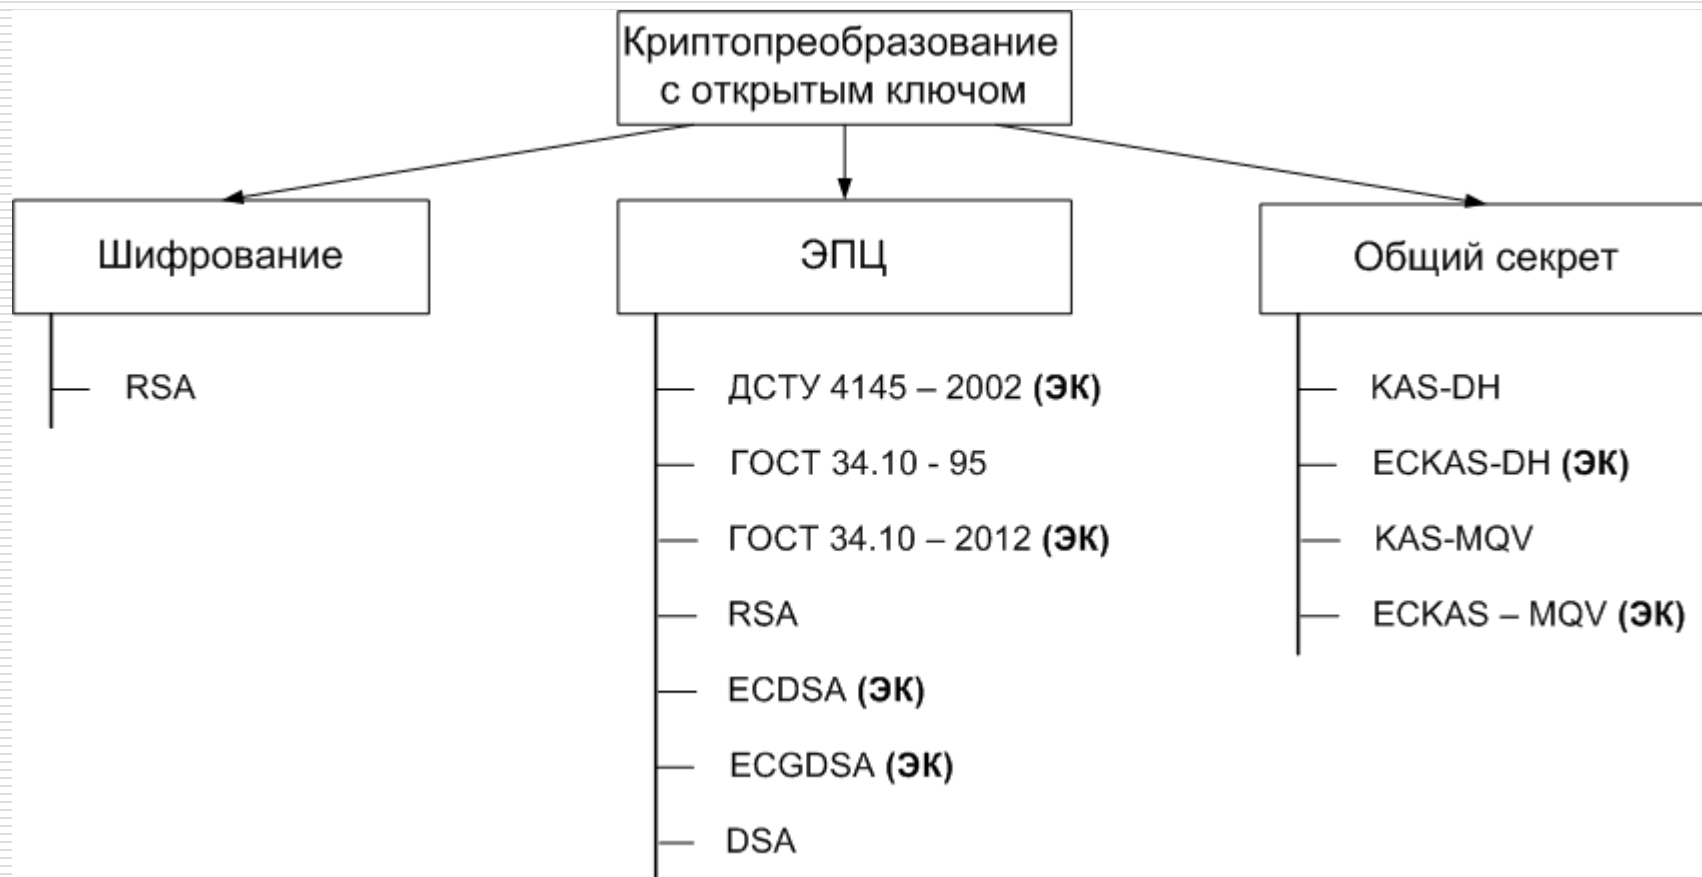 Криптопреобразование
с открытым ключом
Шифрование
RSA
ЭПЦ
ДСТУ 4145 – 2002 (ЭК)
ГОСТ 34.10 - 95
ГОСТ 34.10 – 2012 (ЭК)
RSA
ECDSA (ЭК)
ECGDSA (ЭК)
DSA
Общий секрет
KAS-DH
ECKAS-DH (ЭК)
KAS-MQV
ECKAS – MQV (ЭК)